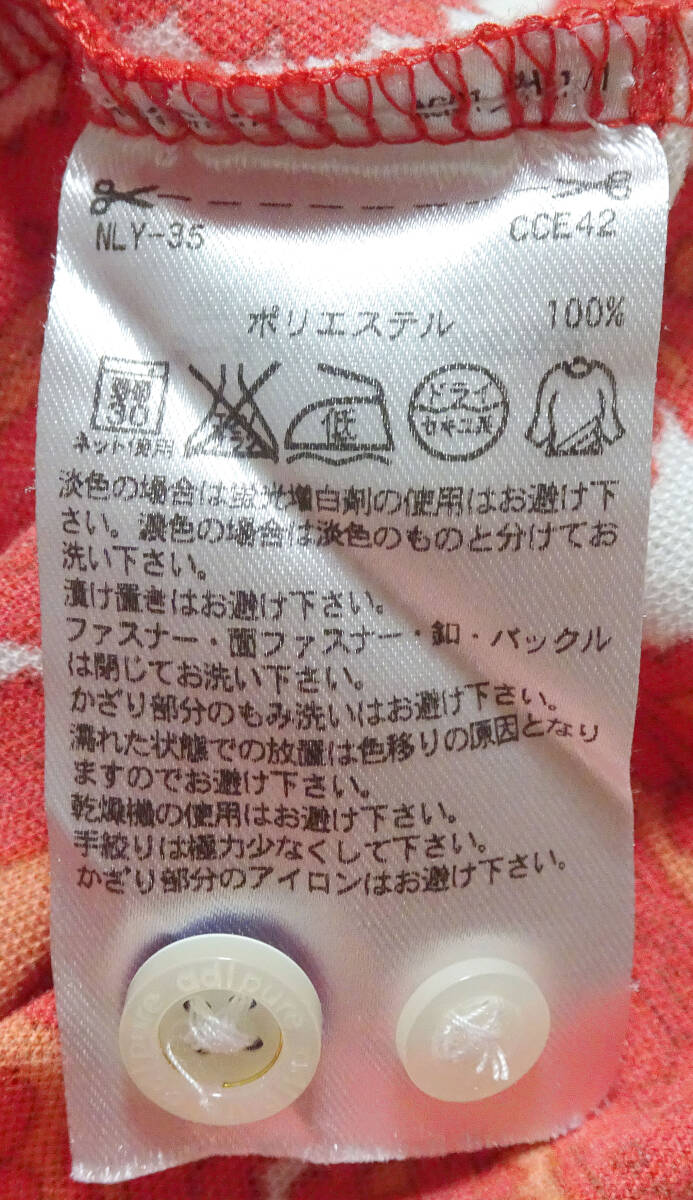 NLY-35 CCE42
ポリエステル 100%
30 低 ドライ
セキユ系
ネット使用
淡色の場合は蛍光増白剤の使用はお避け下
さい。濃色の場合は淡色のものと分けてお
洗い下さい。
漬け置きはお避け下さい。
ファスナー・面ファスナー・釦・バックル
は閉じてお洗い下さい。
かざり部分のもみ洗いはお避け下さい。
濡れた状態での放置は色移りの原因となり
ますのでお避け下さい。
乾燥機の使用はお避け下さい。
手絞りは極力少なくして下さい。
かざり部分のアイロンはお避け下さい。
adipure